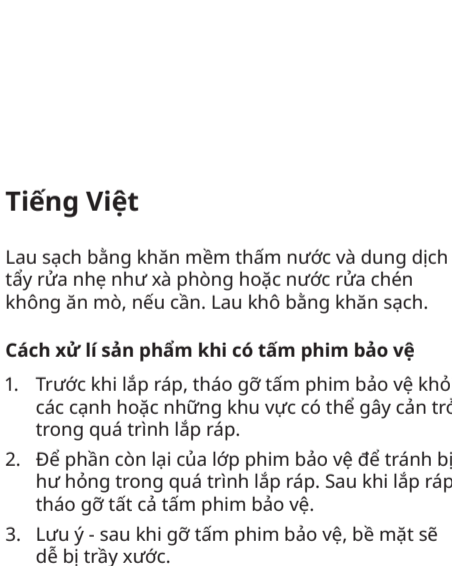 Tiếng Việt
Lau sạch bằng khăn mềm thấm nước và dung dịch
tẩy rửa nhẹ như xà phòng hoặc nước rửa chén
không ăn mò, nếu cần. Lau khô bằng khăn sạch.
Cách xử lí sản phẩm khi có tấm phim bảo vệ
1. Trước khi lắp ráp, tháo gỡ tấm phim bảo vệ khỏ
các cạnh hoặc những khu vực có thể gây cản trở
trong quá trình lắp ráp.
2. Để phần còn lại của lớp phim bảo vệ để tránh bị
hư hỏng trong quá trình lắp ráp. Sau khi lắp ráp
tháo gỡ tất cả tấm phim bảo vệ.
3. Lưu ý - sau khi gỡ tấm phim bảo vệ, bề mặt sẽ
dễ bị trầy xước.